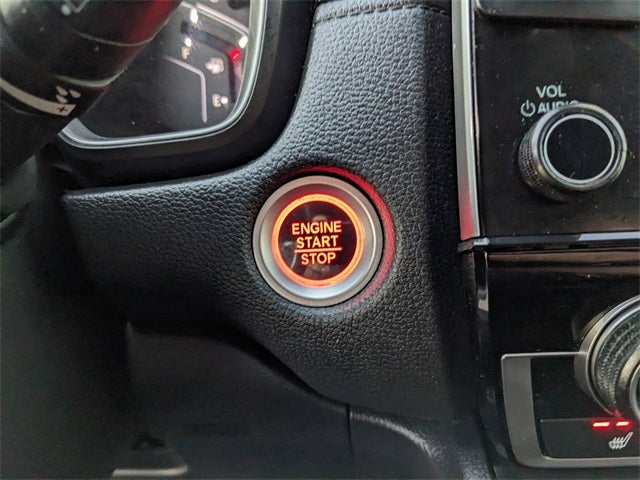 F
E
VOL
AUDIO
ENGINE
START
STOP